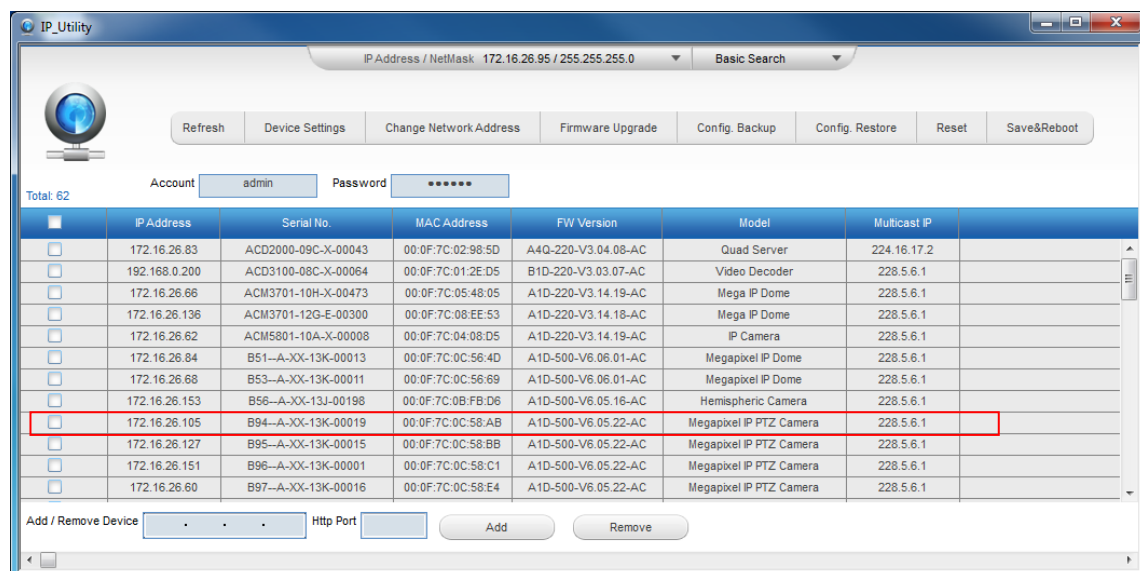 IP_Utility
IP Address / NetMask 172.16.26.95 / 255.255.255.0 Basic Search
Refresh Device Settings Change Network Address Firmware Upgrade Config. Backup Config. Restore Reset Save&Reboot
Account admin Password ••••••
Total: 62
IP Address Serial No. MAC Address FW Version Model Multicast IP
172.16.26.83 ACD2000-09C-X-00043 00:0F:7C:02:98:5D A4Q-220-V3.04.08-AC Quad Server 224.16.17.2
192.168.0.200 ACD3100-08C-X-00064 00:0F:7C:01:2E:D5 B1D-220-V3.03.07-AC Video Decoder 228.5.6.1
172.16.26.66 ACM3701-10H-X-00473 00:0F:7C:05:48:05 A1D-220-V3.14.19-AC Mega IP Dome 228.5.6.1
172.16.26.136 ACM3701-12G-E-00300 00:0F:7C:08:EE:53 A1D-220-V3.14.18-AC Mega IP Dome 228.5.6.1
172.16.26.62 ACM5801-10A-X-00008 00:0F:7C:04:08:D5 A1D-220-V3.14.19-AC IP Camera 228.5.6.1
172.16.26.84 B51--A-XX-13K-00013 00:0F:7C:0C:56:4D A1D-500-V6.06.01-AC Megapixel IP Dome 228.5.6.1
172.16.26.68 B53--A-XX-13K-00011 00:0F:7C:0C:56:69 A1D-500-V6.06.01-AC Megapixel IP Dome 228.5.6.1
172.16.26.153 B56--A-XX-13J-00198 00:0F:7C:0B:FB:D6 A1D-500-V6.05.16-AC Hemispheric Camera 228.5.6.1
172.16.26.105 B94--A-XX-13K-00019 00:0F:7C:0C:58:AB A1D-500-V6.05.22-AC Megapixel IP PTZ Camera 228.5.6.1
172.16.26.127 B95--A-XX-13K-00015 00:0F:7C:0C:58:BB A1D-500-V6.05.22-AC Megapixel IP PTZ Camera 228.5.6.1
172.16.26.151 B96--A-XX-13K-00001 00:0F:7C:0C:58:C1 A1D-500-V6.05.22-AC Megapixel IP PTZ Camera 228.5.6.1
172.16.26.60 B97--A-XX-13K-00016 00:0F:7C:0C:58:E4 A1D-500-V6.05.22-AC Megapixel IP PTZ Camera 228.5.6.1
Add / Remove Device . . . Http Port Add Remove